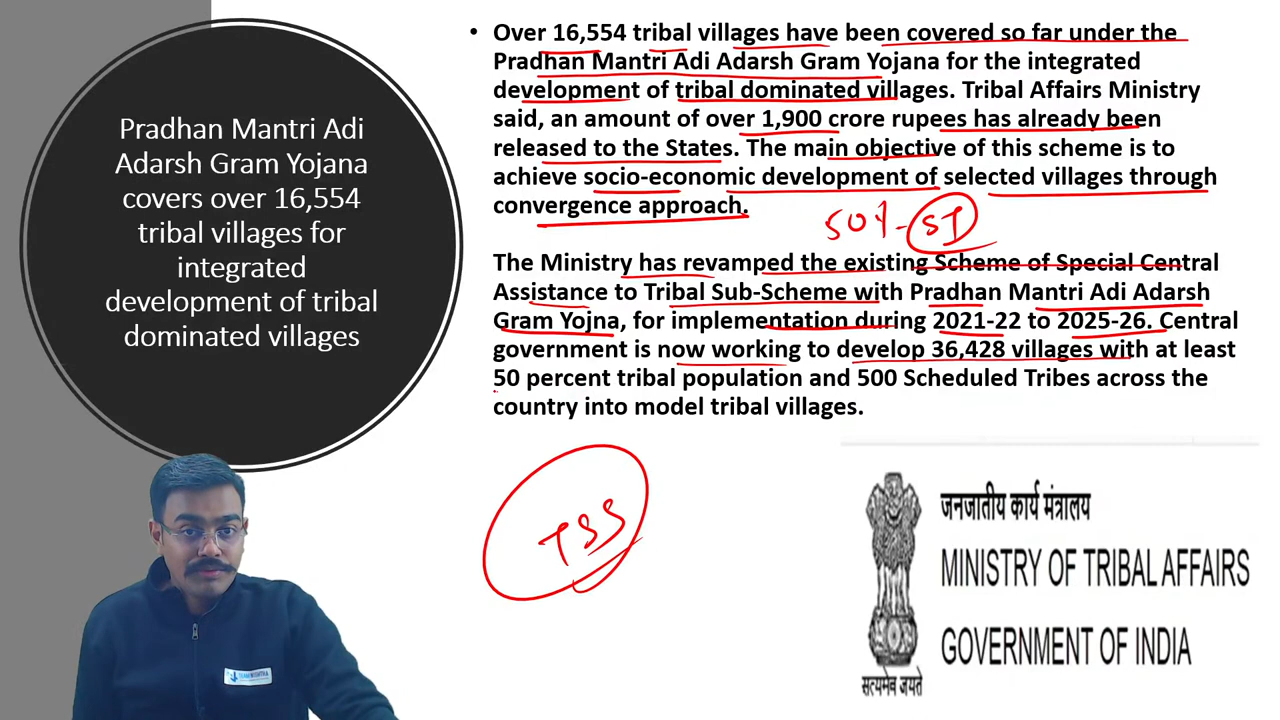 Pradhan Mantri Adi
Adarsh Gram Yojana
covers over 16,554
tribal villages for
integrated
development of tribal
dominated villages
• Over 16,554 tribal villages have been covered so far under the
Pradhan Mantri Adi Adarsh Gram Yojana for the integrated
development of tribal dominated villages. Tribal Affairs Ministry
said, an amount of over 1,900 crore rupees has already been
released to the States. The main objective of this scheme is to
achieve socio-economic development of selected villages through
convergence approach.
50% - ST
The Ministry has revamped the existing Scheme of Special Central
Assistance to Tribal Sub-Scheme with Pradhan Mantri Adi Adarsh
Gram Yojna, for implementation during 2021-22 to 2025-26. Central
government is now working to develop 36,428 villages with at least
50 percent tribal population and 500 Scheduled Tribes across the
country into model tribal villages.
TSS
जनजातीय कार्य मंत्रालय
MINISTRY OF TRIBAL AFFAIRS
GOVERNMENT OF INDIA
सत्यमेव जयते